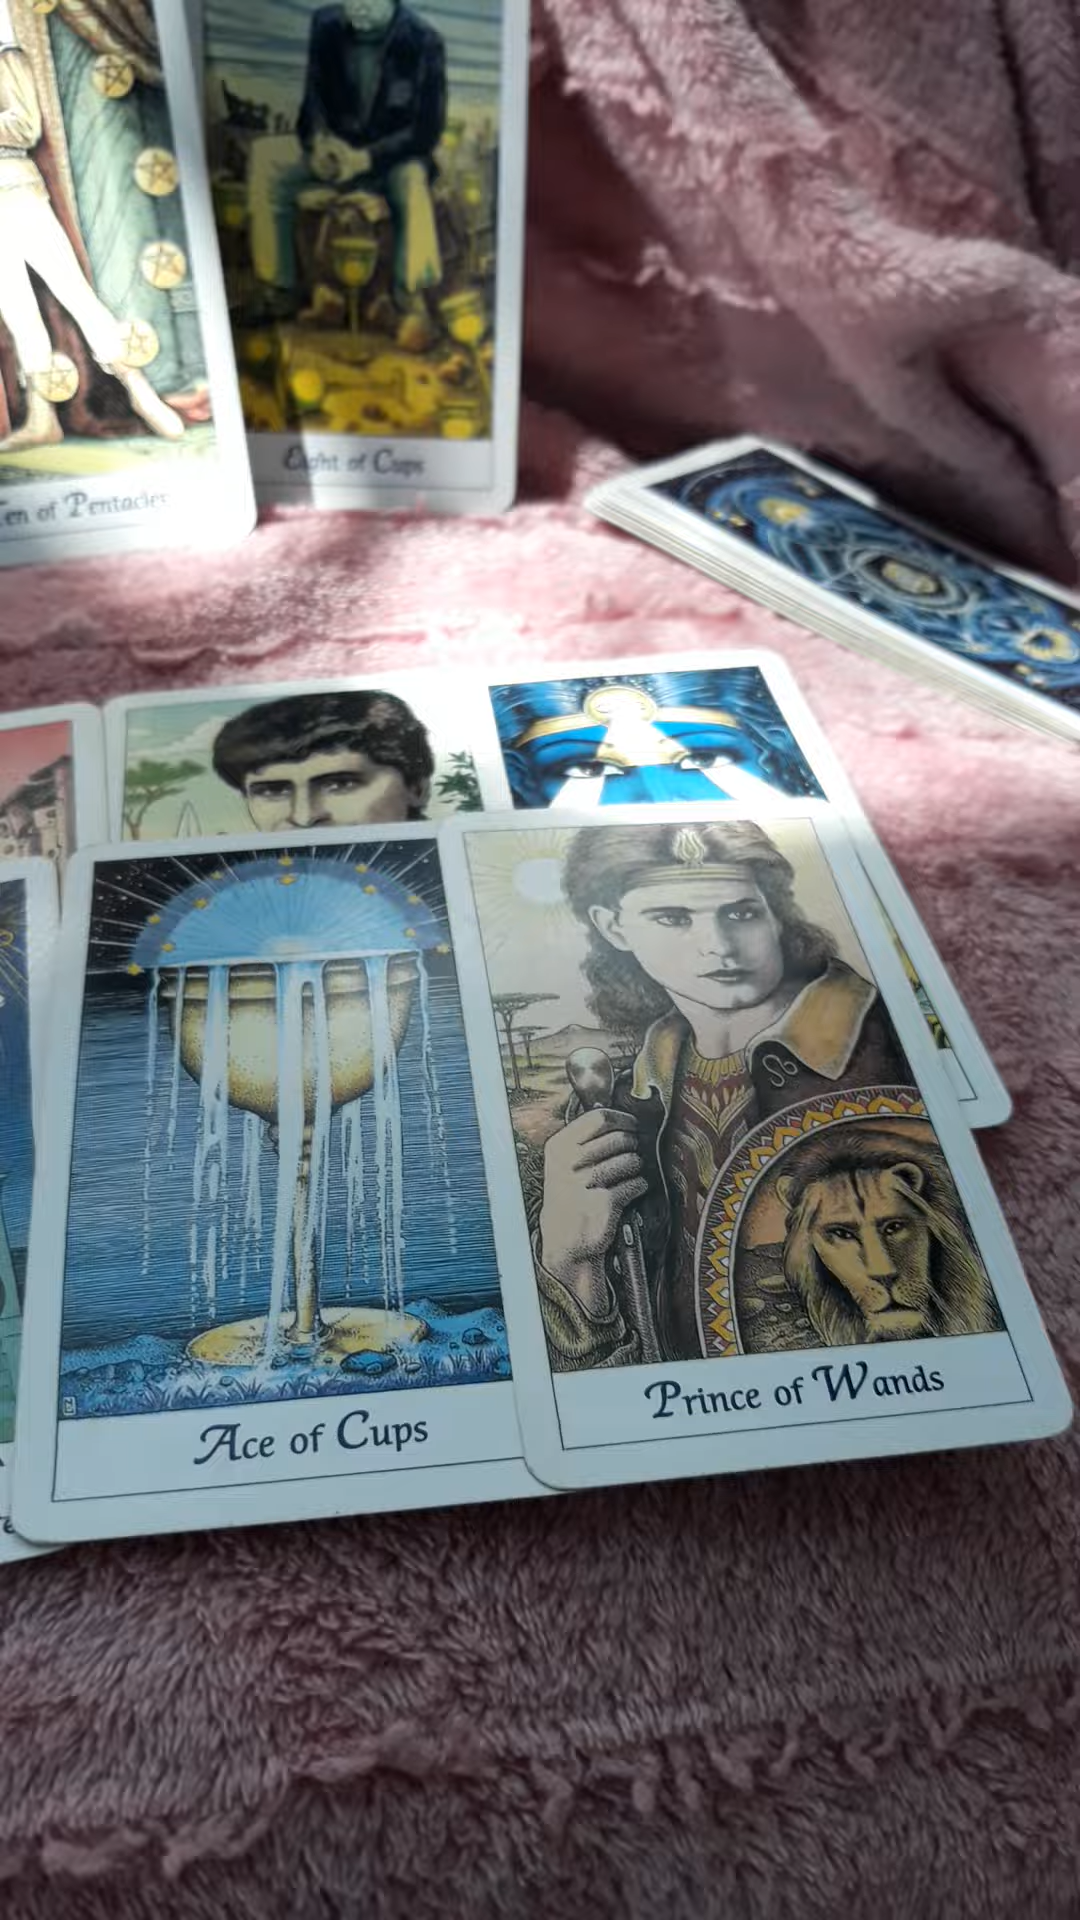 en of Pentacles
Eight of Cups
Ace of Cups
Prince of Wands